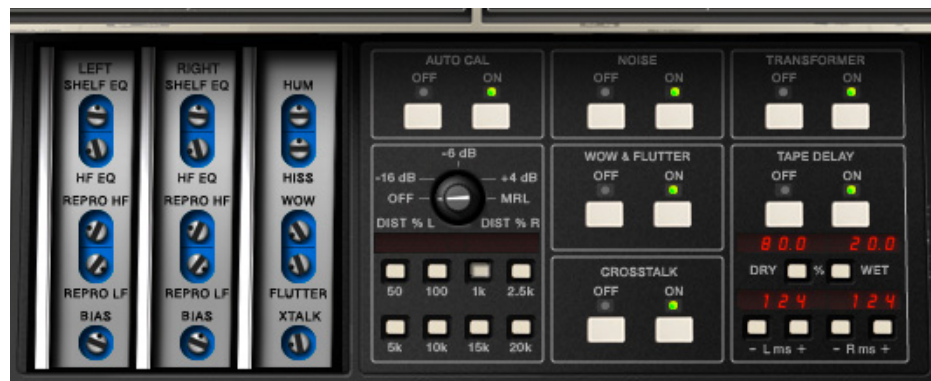 LEFT
SHELF EQ
HF EQ
REPRO HF
REPRO LF
BIAS
RIGHT
SHELF EQ
HF EQ
REPRO HF
REPRO LF
BIAS
HUM
HISS
WOW
FLUTTER
XTALK
AUTO CAL
OFF ON
-6 dB
-16 dB +4 dB
OFF MRL
DIST % L DIST % R
50 100 1k 2.5k
5k 10k 15k 20k
NOISE
OFF ON
WOW & FLUTTER
OFF ON
CROSSTALK
OFF ON
TRANSFORMER
OFF ON
TAPE DELAY
OFF ON
80.0 20.0
DRY % WET
124 124
- L ms + - R ms +